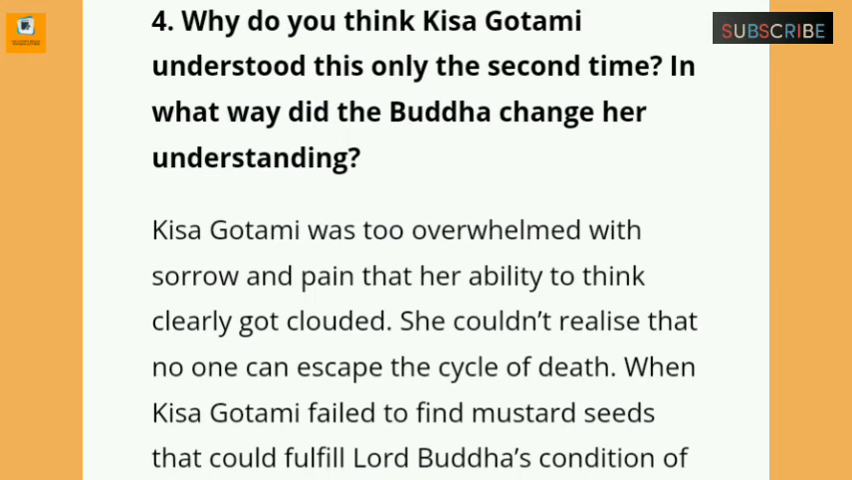 SUBSCRIBE
4. Why do you think Kisa Gotami
understood this only the second time? In
what way did the Buddha change her
understanding?
Kisa Gotami was too overwhelmed with
sorrow and pain that her ability to think
clearly got clouded. She couldn’t realise that
no one can escape the cycle of death. When
Kisa Gotami failed to find mustard seeds
that could fulfill Lord Buddha’s condition of